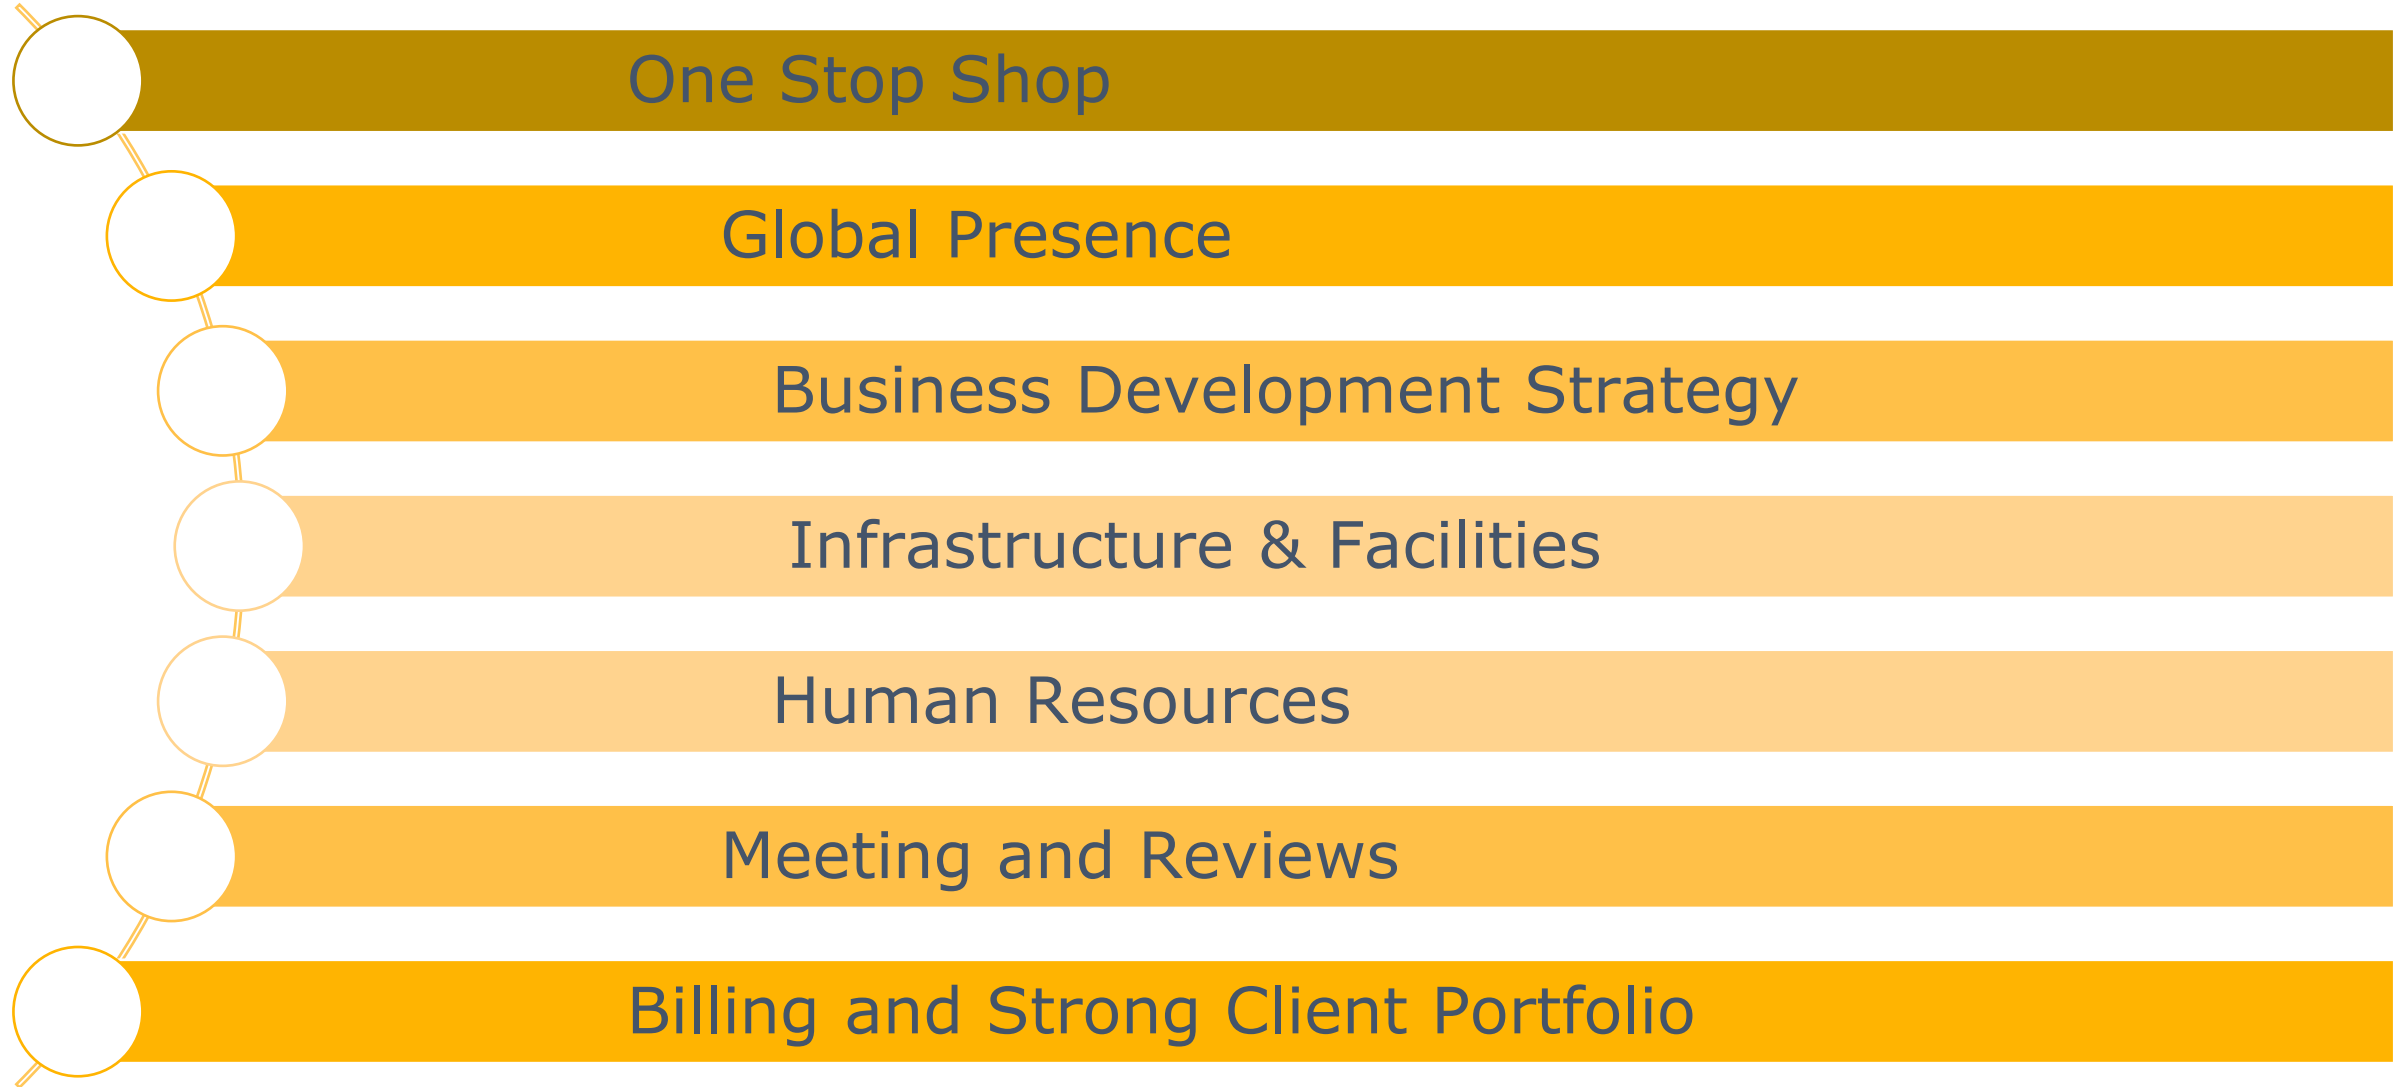 One Stop Shop
Global Presence
Business Development Strategy
Infrastructure & Facilities
Human Resources
Meeting and Reviews
Billing and Strong Client Portfolio